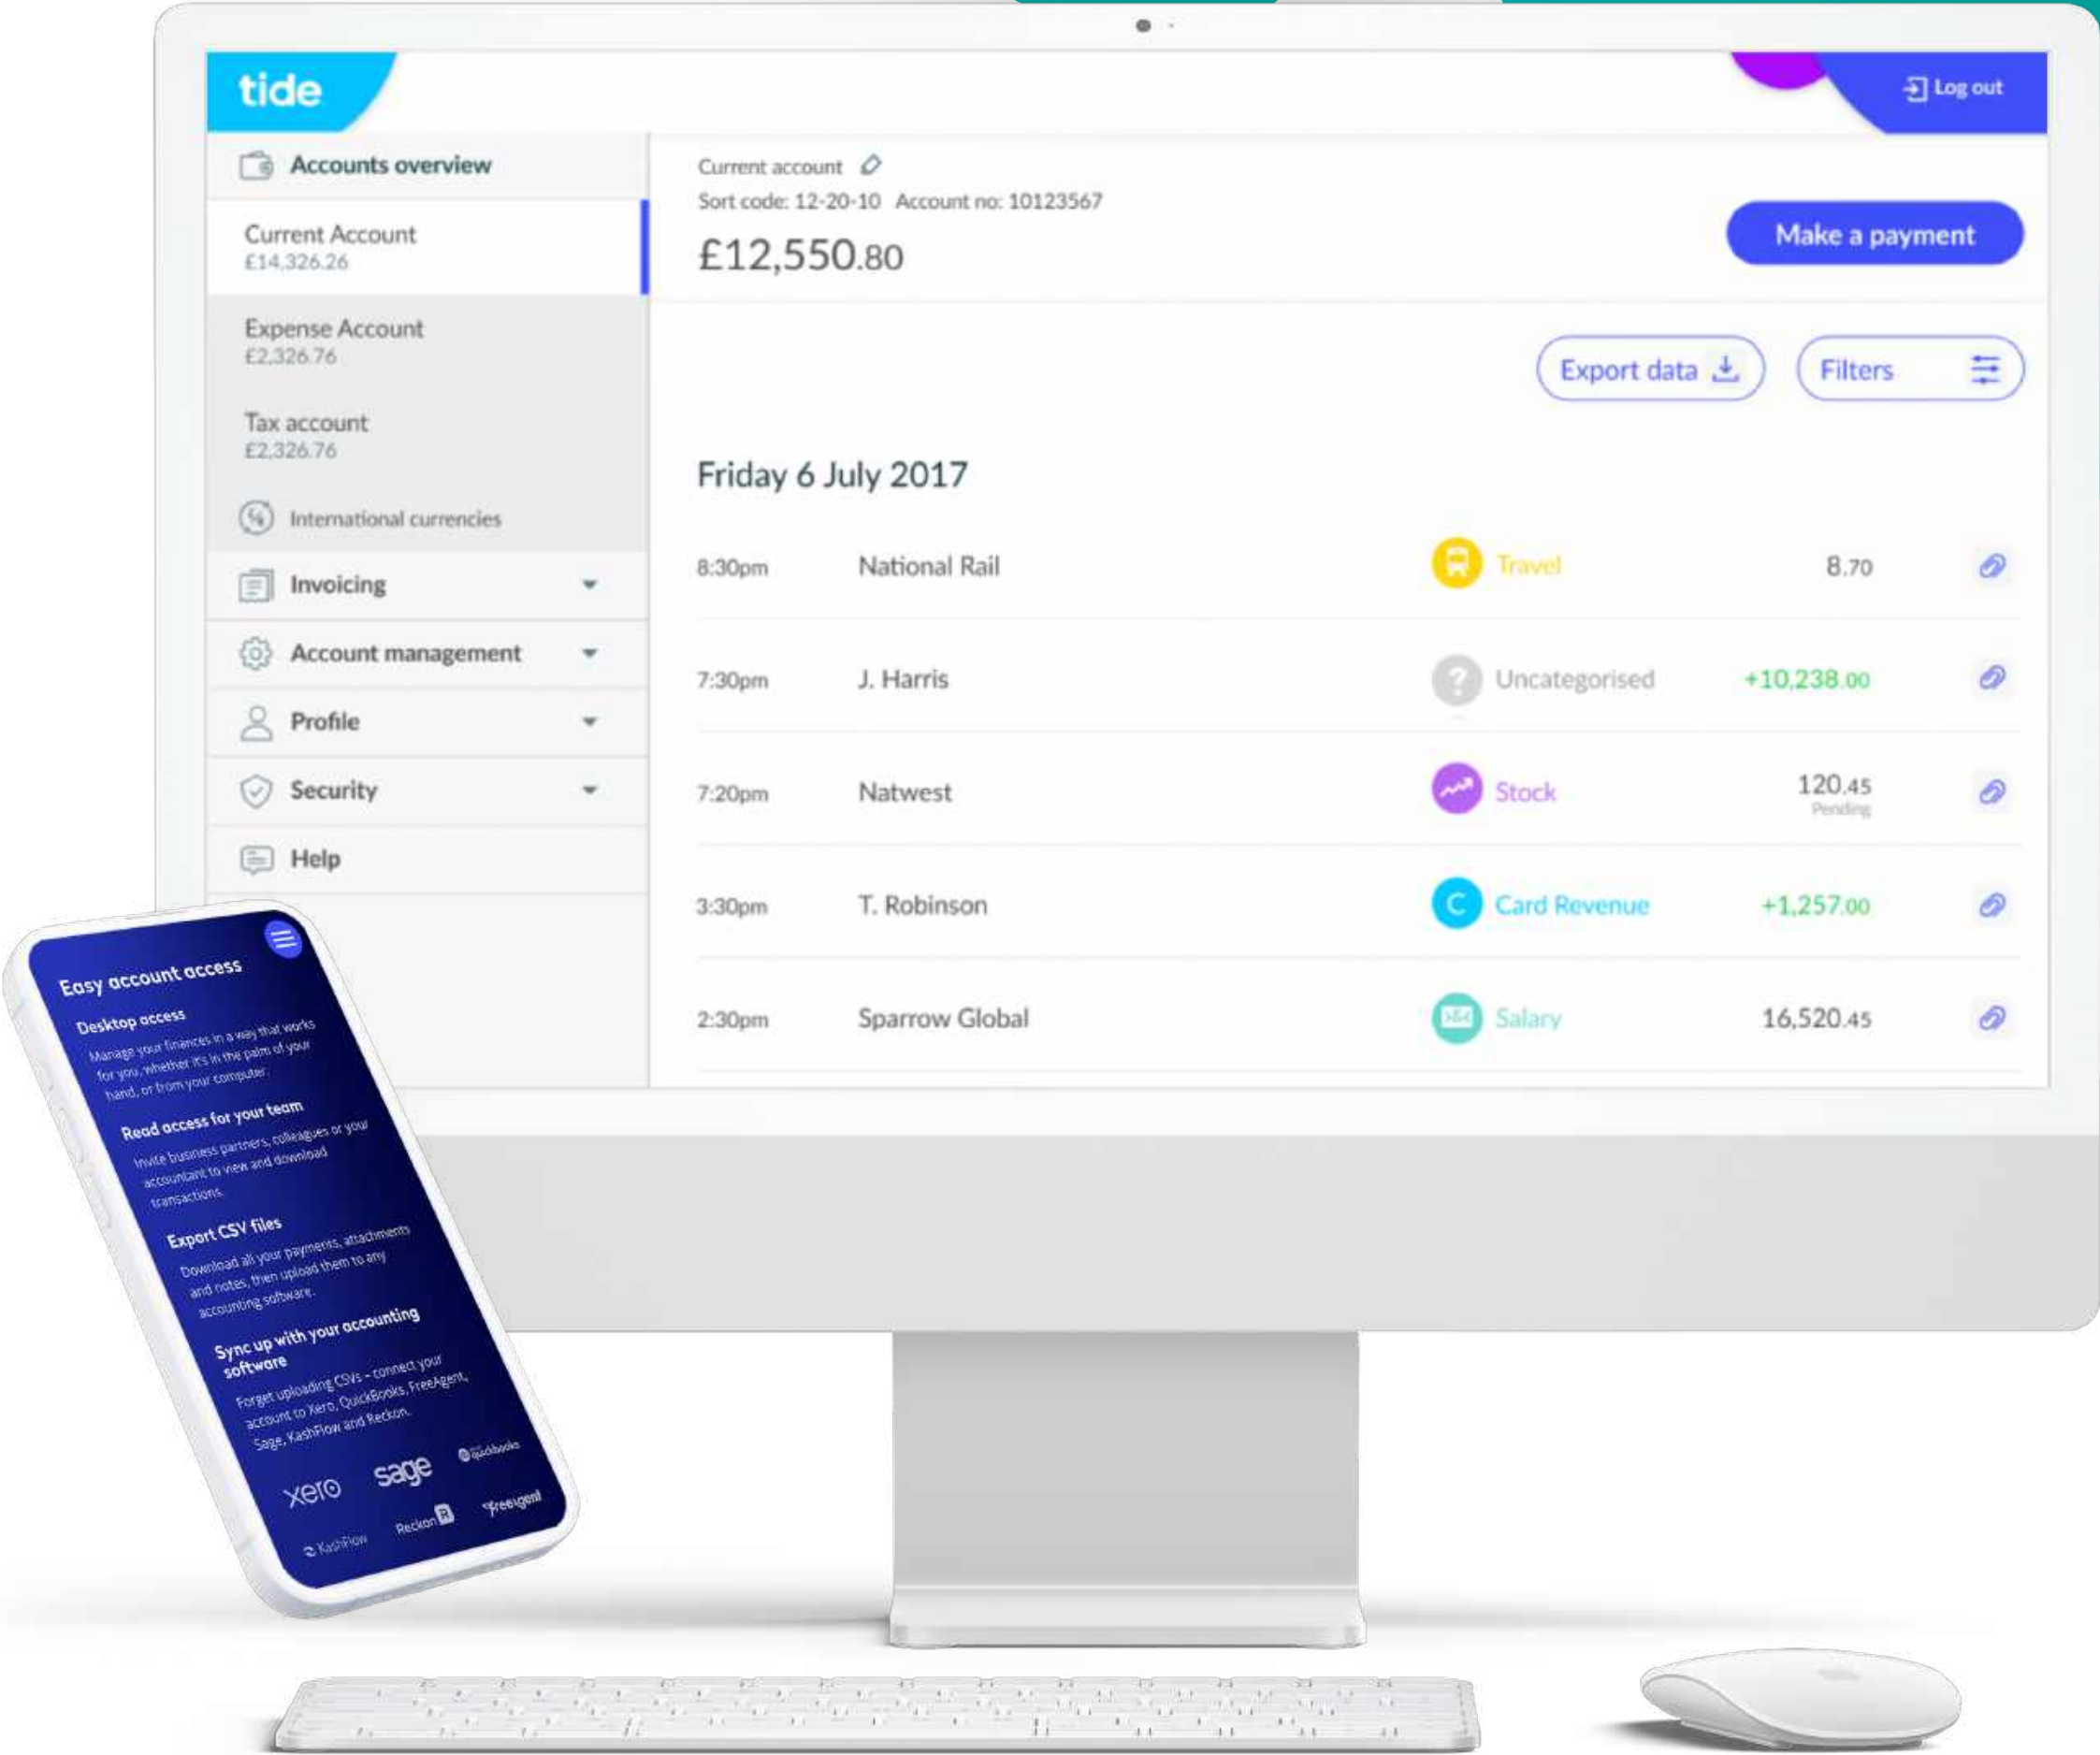 tide
Log out
Accounts overview
Current Account
£14,326.26
Expense Account
£2,326.76
Tax account
£2,326.76
International currencies
Invoicing
Account management
Profile
Security
Help
Current account
Sort code: 12-20-10 Account no: 10123567
£12,550.80
Make a payment
Export data
Filters
Friday 6 July 2017
8:30pm National Rail Travel 8.70
7:30pm J. Harris ? Uncategorised +10,238.00
7:20pm Natwest Stock 120.45
Pending
3:30pm T. Robinson C Card Revenue +1,257.00
2:30pm Sparrow Global Salary 16,520.45
Easy account access
Desktop access
Manage your finances in a way that works
for you, whether it's in the palm of your
hand, or from your computer.
Read access for your team
Invite business partners, colleagues or your
accountant to view and download
transactions.
Export CSV files
Download all your payments, attachments
and notes, then upload them to any
accounting software.
Sync up with your accounting
software
Forget uploading CSVs – connect your
account to Xero, QuickBooks, FreeAgent,
Sage, KashFlow and Reckon.
xero sage quickbooks
KashFlow Reckon R FreeAgent